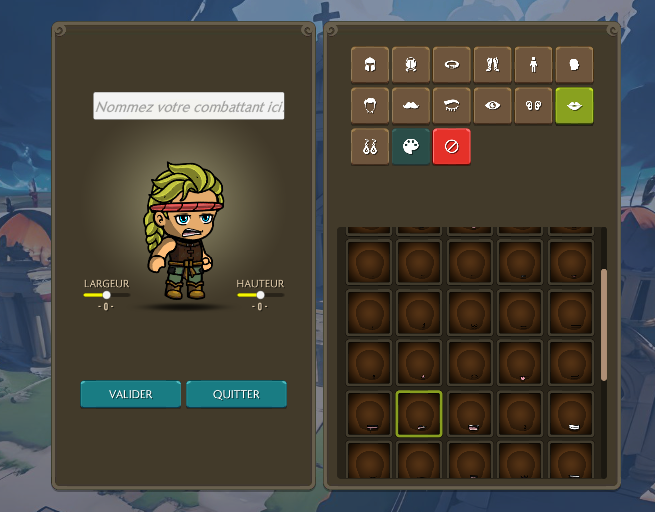 Nommez votre combattant ici
LARGEUR
- 0 -
HAUTEUR
- 0 -
VALIDER
QUITTER